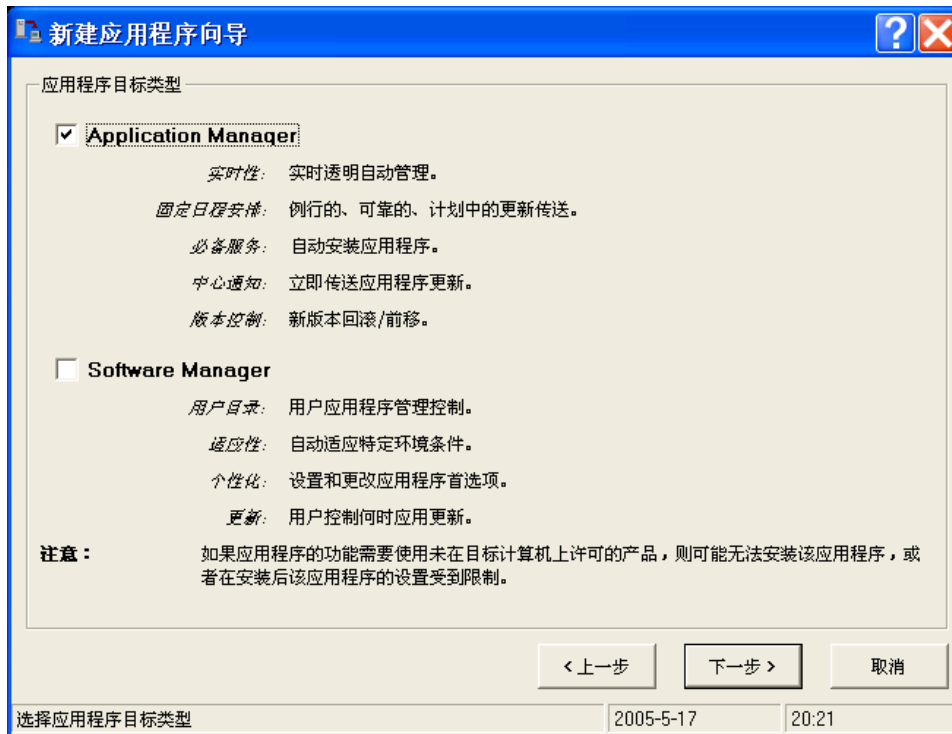 新建应用程序向导
应用程序目标类型
Application Manager
实时性: 实时透明自动管理。
固定日程安排: 例行的、可靠的、计划中的更新传送。
必备服务: 自动安装应用程序。
中心通知: 立即传送应用程序更新。
版本控制: 新版本回滚/前移。
Software Manager
用户目录: 用户应用程序管理控制。
适应性: 自动适应特定环境条件。
个性化: 设置和更改应用程序首选项。
更新: 用户控制何时应用更新。
注意： 如果应用程序的功能需要使用未在目标计算机上许可的产品，则可能无法安装该应用程序，或
者在安装后该应用程序的设置受到限制。
<上一步 下一步> 取消
选择应用程序目标类型 2005-5-17 20:21